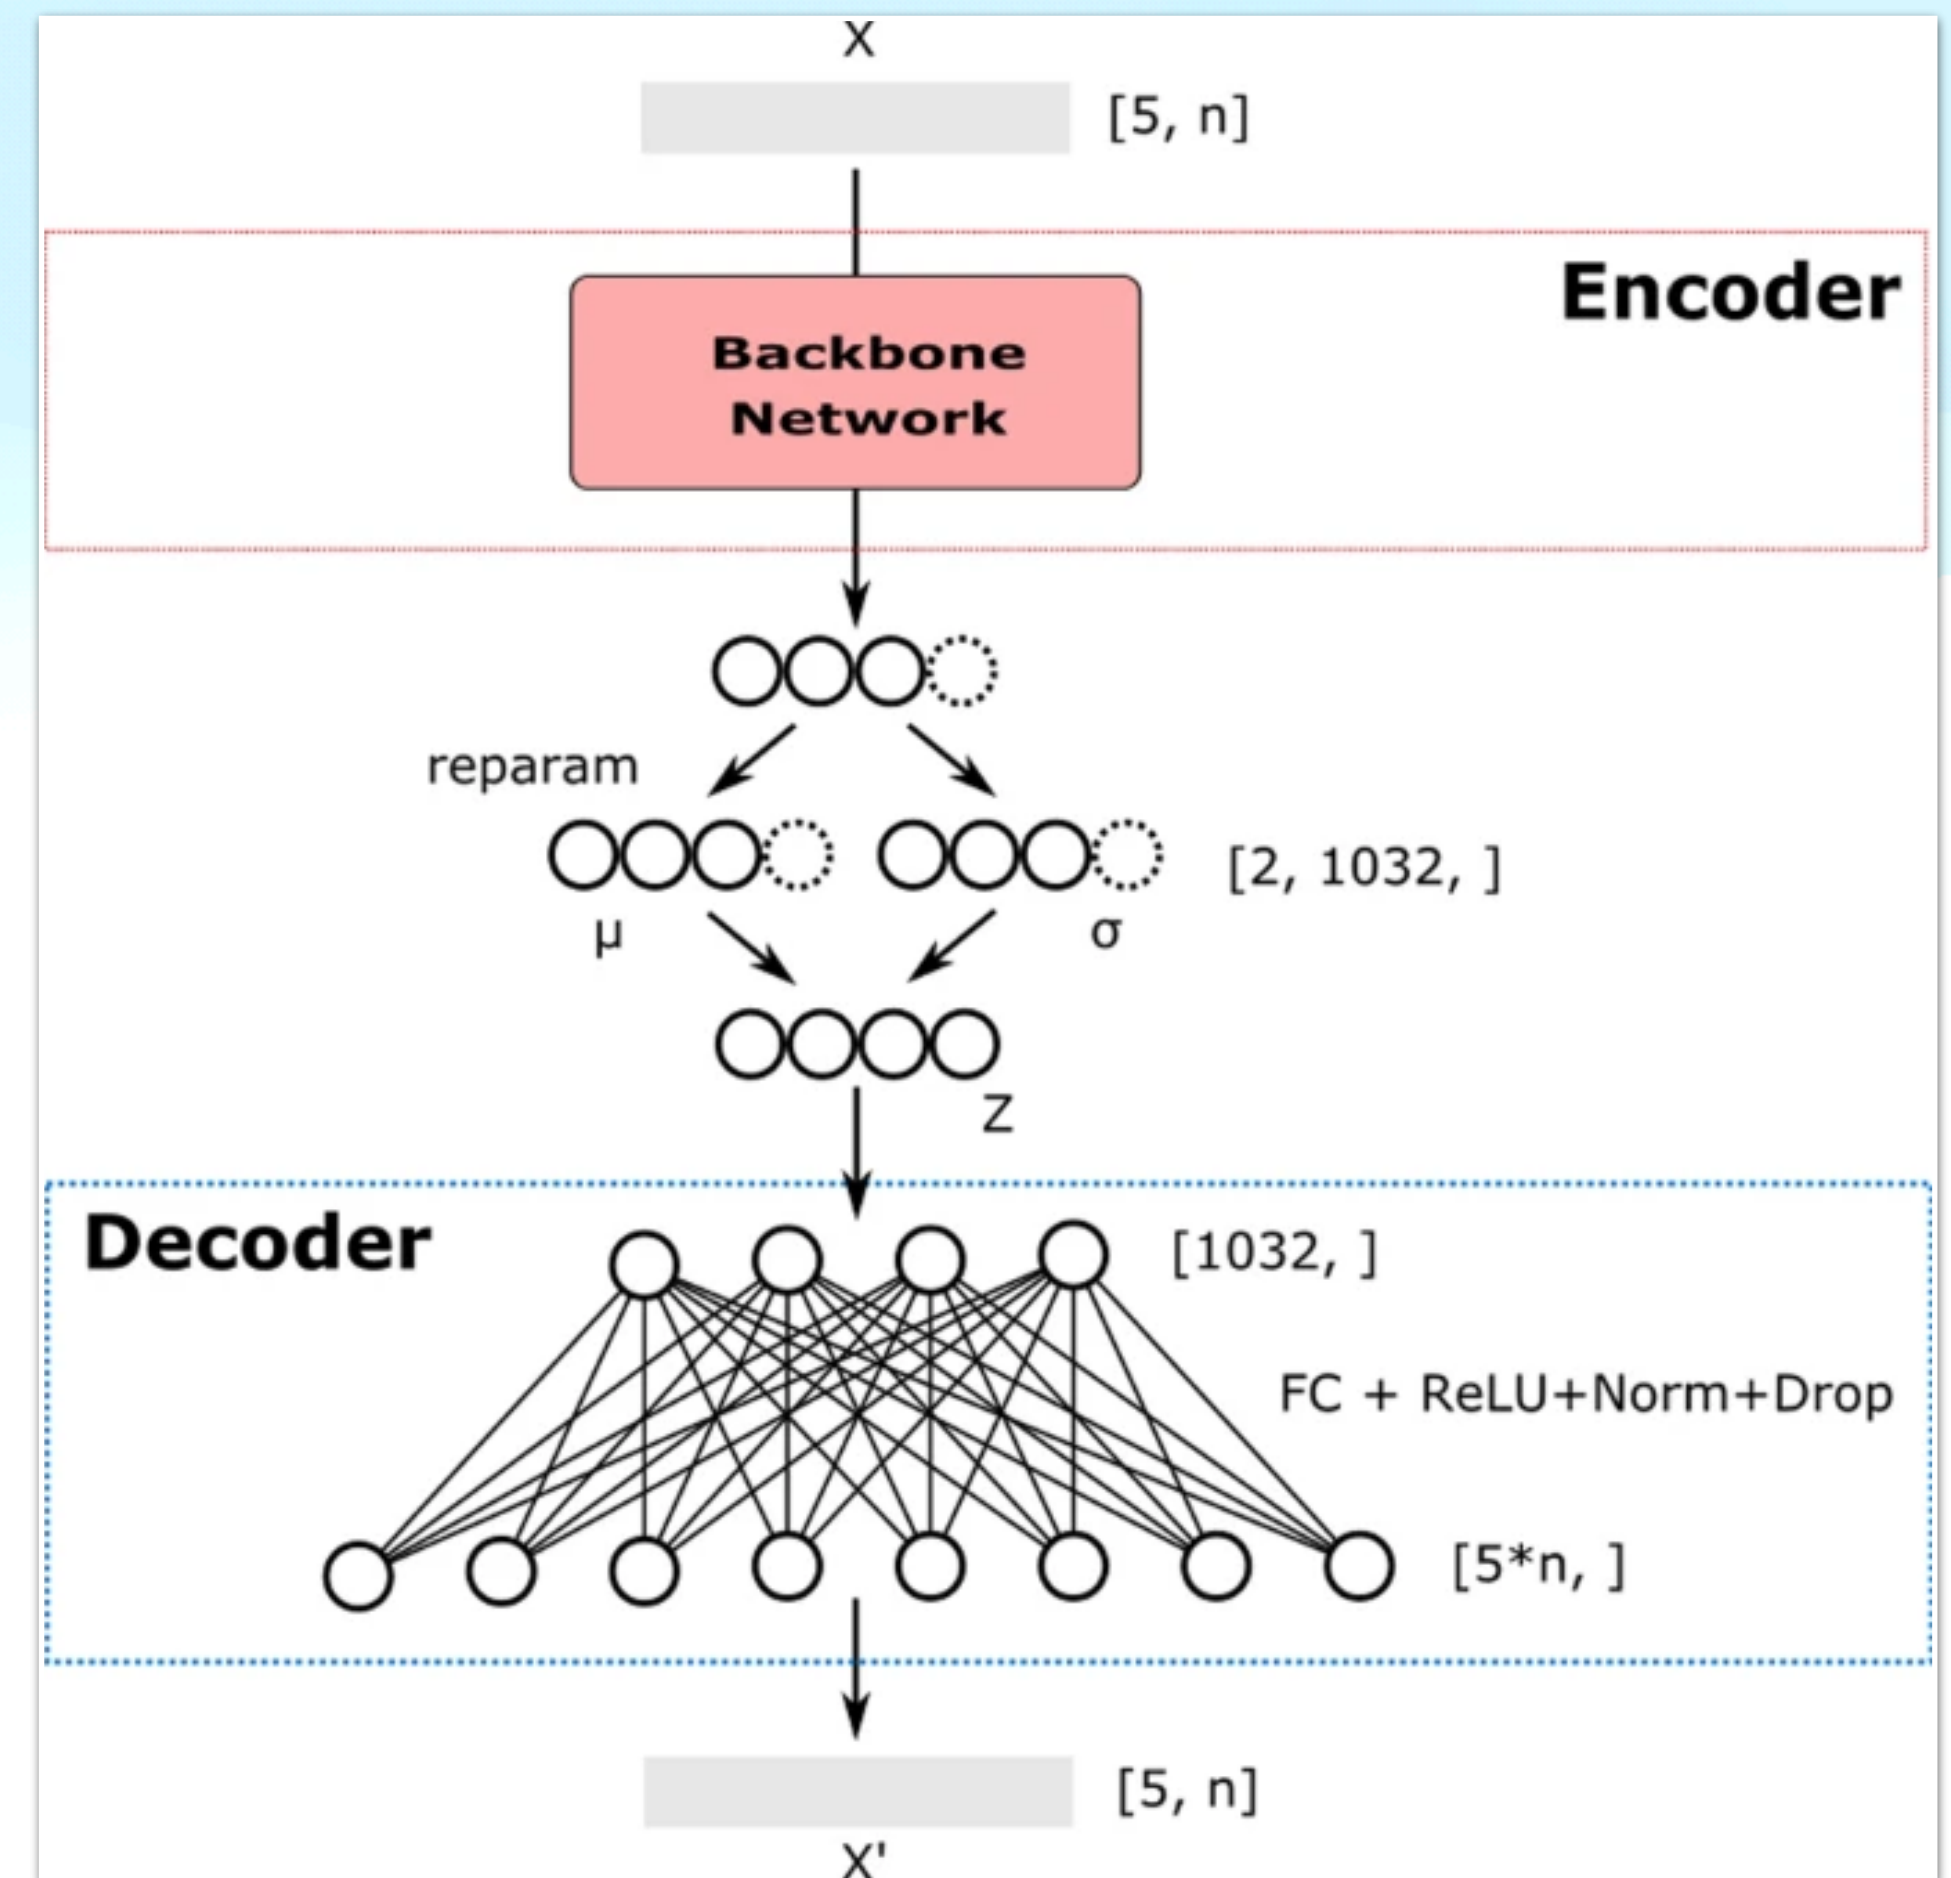 X
[5, n]
Encoder
Backbone
Network
reparam
[2, 1032, ]
μ
σ
Z
Decoder
[1032, ]
FC + ReLU+Norm+Drop
[5*n, ]
[5, n]
X'